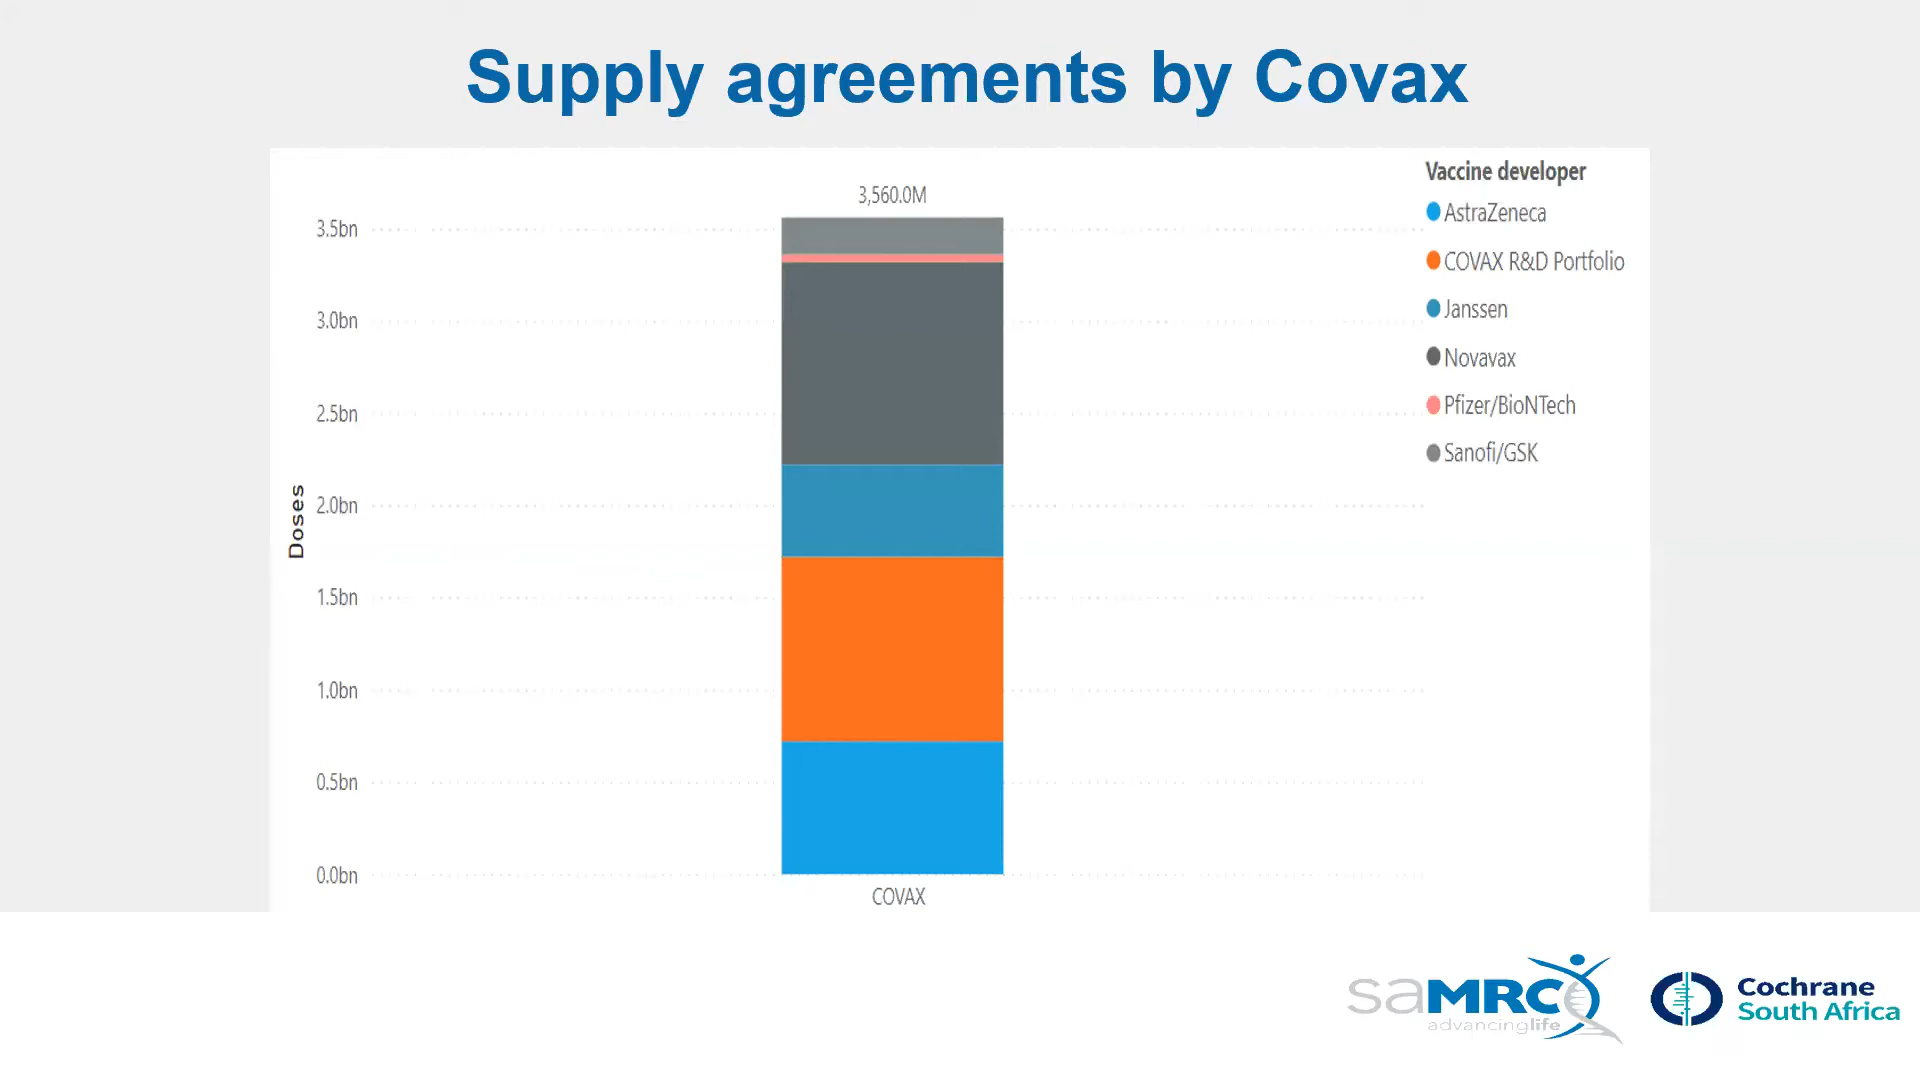 Supply agreements by Covax
3,560.0M
3.5bn
3.0bn
2.5bn
2.0bn
1.5bn
1.0bn
0.5bn
0.0bn
Doses
COVAX
Vaccine developer
AstraZeneca
COVAX R&D Portfolio
Janssen
Novavax
Pfizer/BioNTech
Sanofi/GSK
saMRC
advancinglife
Cochrane
South Africa